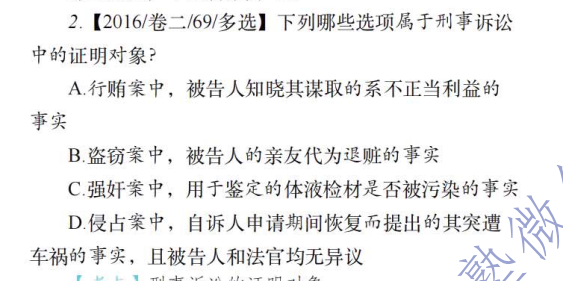 2.【2016/卷二/69/多选】下列哪些选项属于刑事诉讼
中的证明对象?
A.行贿案中，被告人知晓其谋取的系不正当利益的
事实
B.盗窃案中，被告人的亲友代为退赃的事实
C.强奸案中，用于鉴定的体液检材是否被污染的事实
D.侵占案中，自诉人申请期间恢复而提出的其突遭
车祸的事实，且被告人和法官均无异议